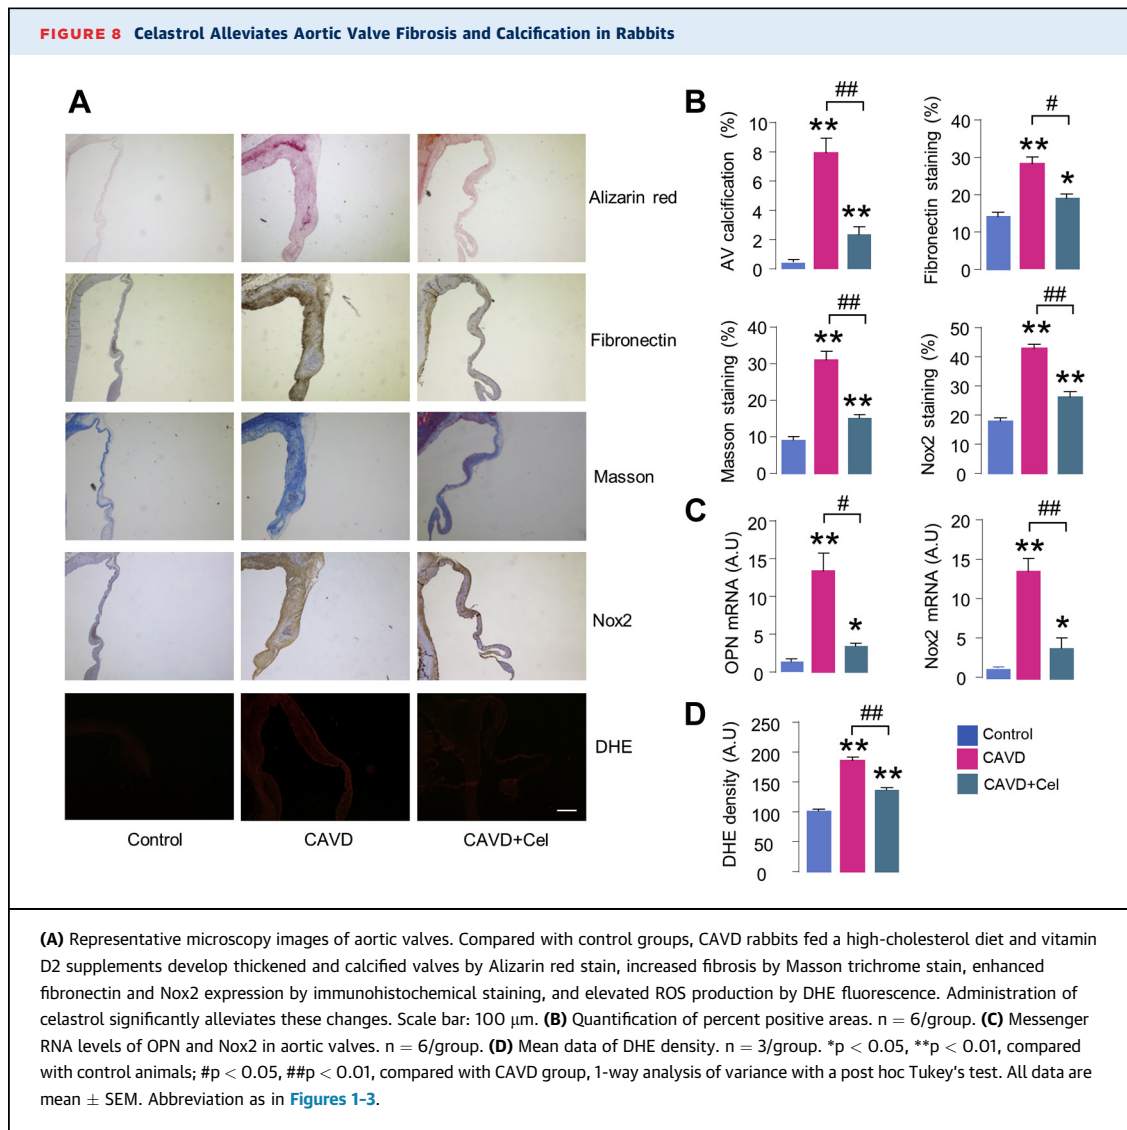 FIGURE 8 Celastrol Alleviates Aortic Valve Fibrosis and Calcification in Rabbits
A
Alizarin red
Fibronectin
Masson
Nox2
DHE
Control CAVD CAVD+Cel
B
AV calcification (%)
10
8
6
4
2
0
**
**
##
Fibronectin staining (%)
40
30
20
10
0
**
*
#
Masson staining (%)
40
30
20
10
0
**
**
##
Nox2 staining (%)
50
40
30
20
10
0
**
**
##
C
OPN mRNA (A.U)
20
15
10
5
0
**
*
#
Nox2 mRNA (A.U)
20
15
10
5
0
**
*
##
D
DHE density (A.U)
250
200
150
100
50
0
**
**
##
Control
CAVD
CAVD+Cel
(A) Representative microscopy images of aortic valves. Compared with control groups, CAVD rabbits fed a high-cholesterol diet and vitamin
D2 supplements develop thickened and calcified valves by Alizarin red stain, increased fibrosis by Masson trichrome stain, enhanced
fibronectin and Nox2 expression by immunohistochemical staining, and elevated ROS production by DHE fluorescence. Administration of
celastrol significantly alleviates these changes. Scale bar: 100 μm. (B) Quantification of percent positive areas. n = 6/group. (C) Messenger
RNA levels of OPN and Nox2 in aortic valves. n = 6/group. (D) Mean data of DHE density. n = 3/group. *p < 0.05, **p < 0.01, compared
with control animals; #p < 0.05, ##p < 0.01, compared with CAVD group, 1-way analysis of variance with a post hoc Tukey's test. All data are
mean ± SEM. Abbreviation as in Figures 1-3.